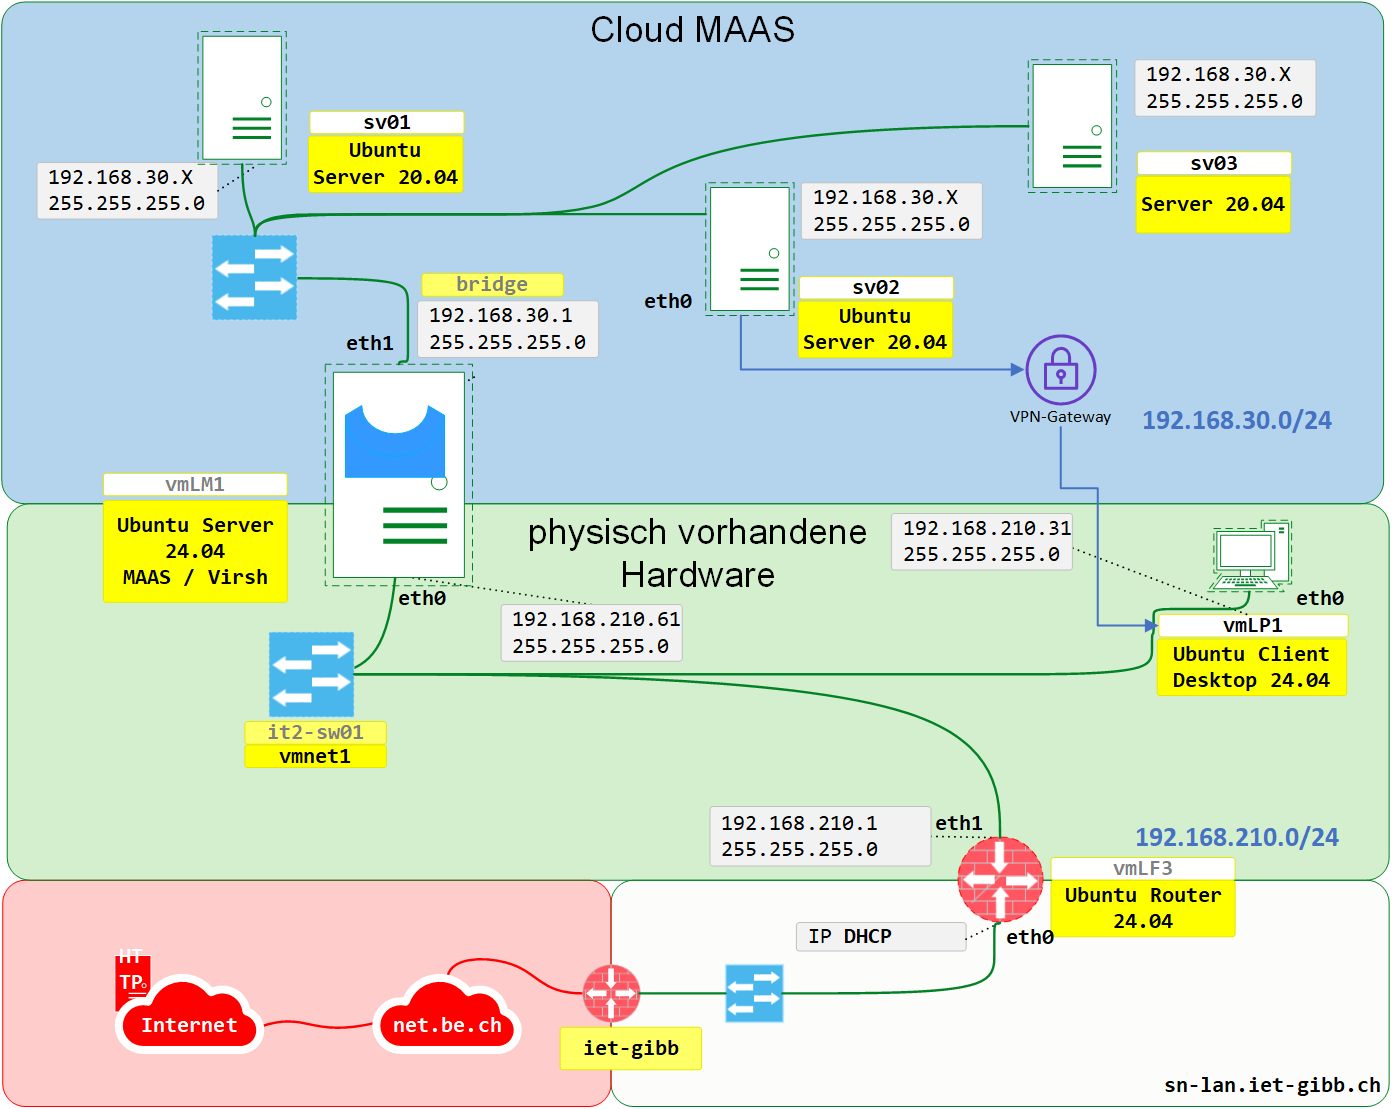 Cloud MAAS
192.168.30.X
255.255.255.0
sv01
Ubuntu
Server 20.04
192.168.30.X
255.255.255.0
sv03
Server 20.04
192.168.30.X
255.255.255.0
sv02
Ubuntu
Server 20.04
eth0
bridge
192.168.30.1
255.255.255.0
eth1
VPN-Gateway
192.168.30.0/24
vmLM1
Ubuntu Server
24.04
MAAS / Virsh
physisch vorhandene
Hardware
192.168.210.31
255.255.255.0
eth0
eth0
192.168.210.61
255.255.255.0
vmLP1
Ubuntu Client
Desktop 24.04
it2-sw01
vmnet1
192.168.210.1
255.255.255.0
eth1
192.168.210.0/24
vmLF3
Ubuntu Router
24.04
IP DHCP
eth0
HT
TP
Internet
net.be.ch
iet-gibb
sn-lan.iet-gibb.ch